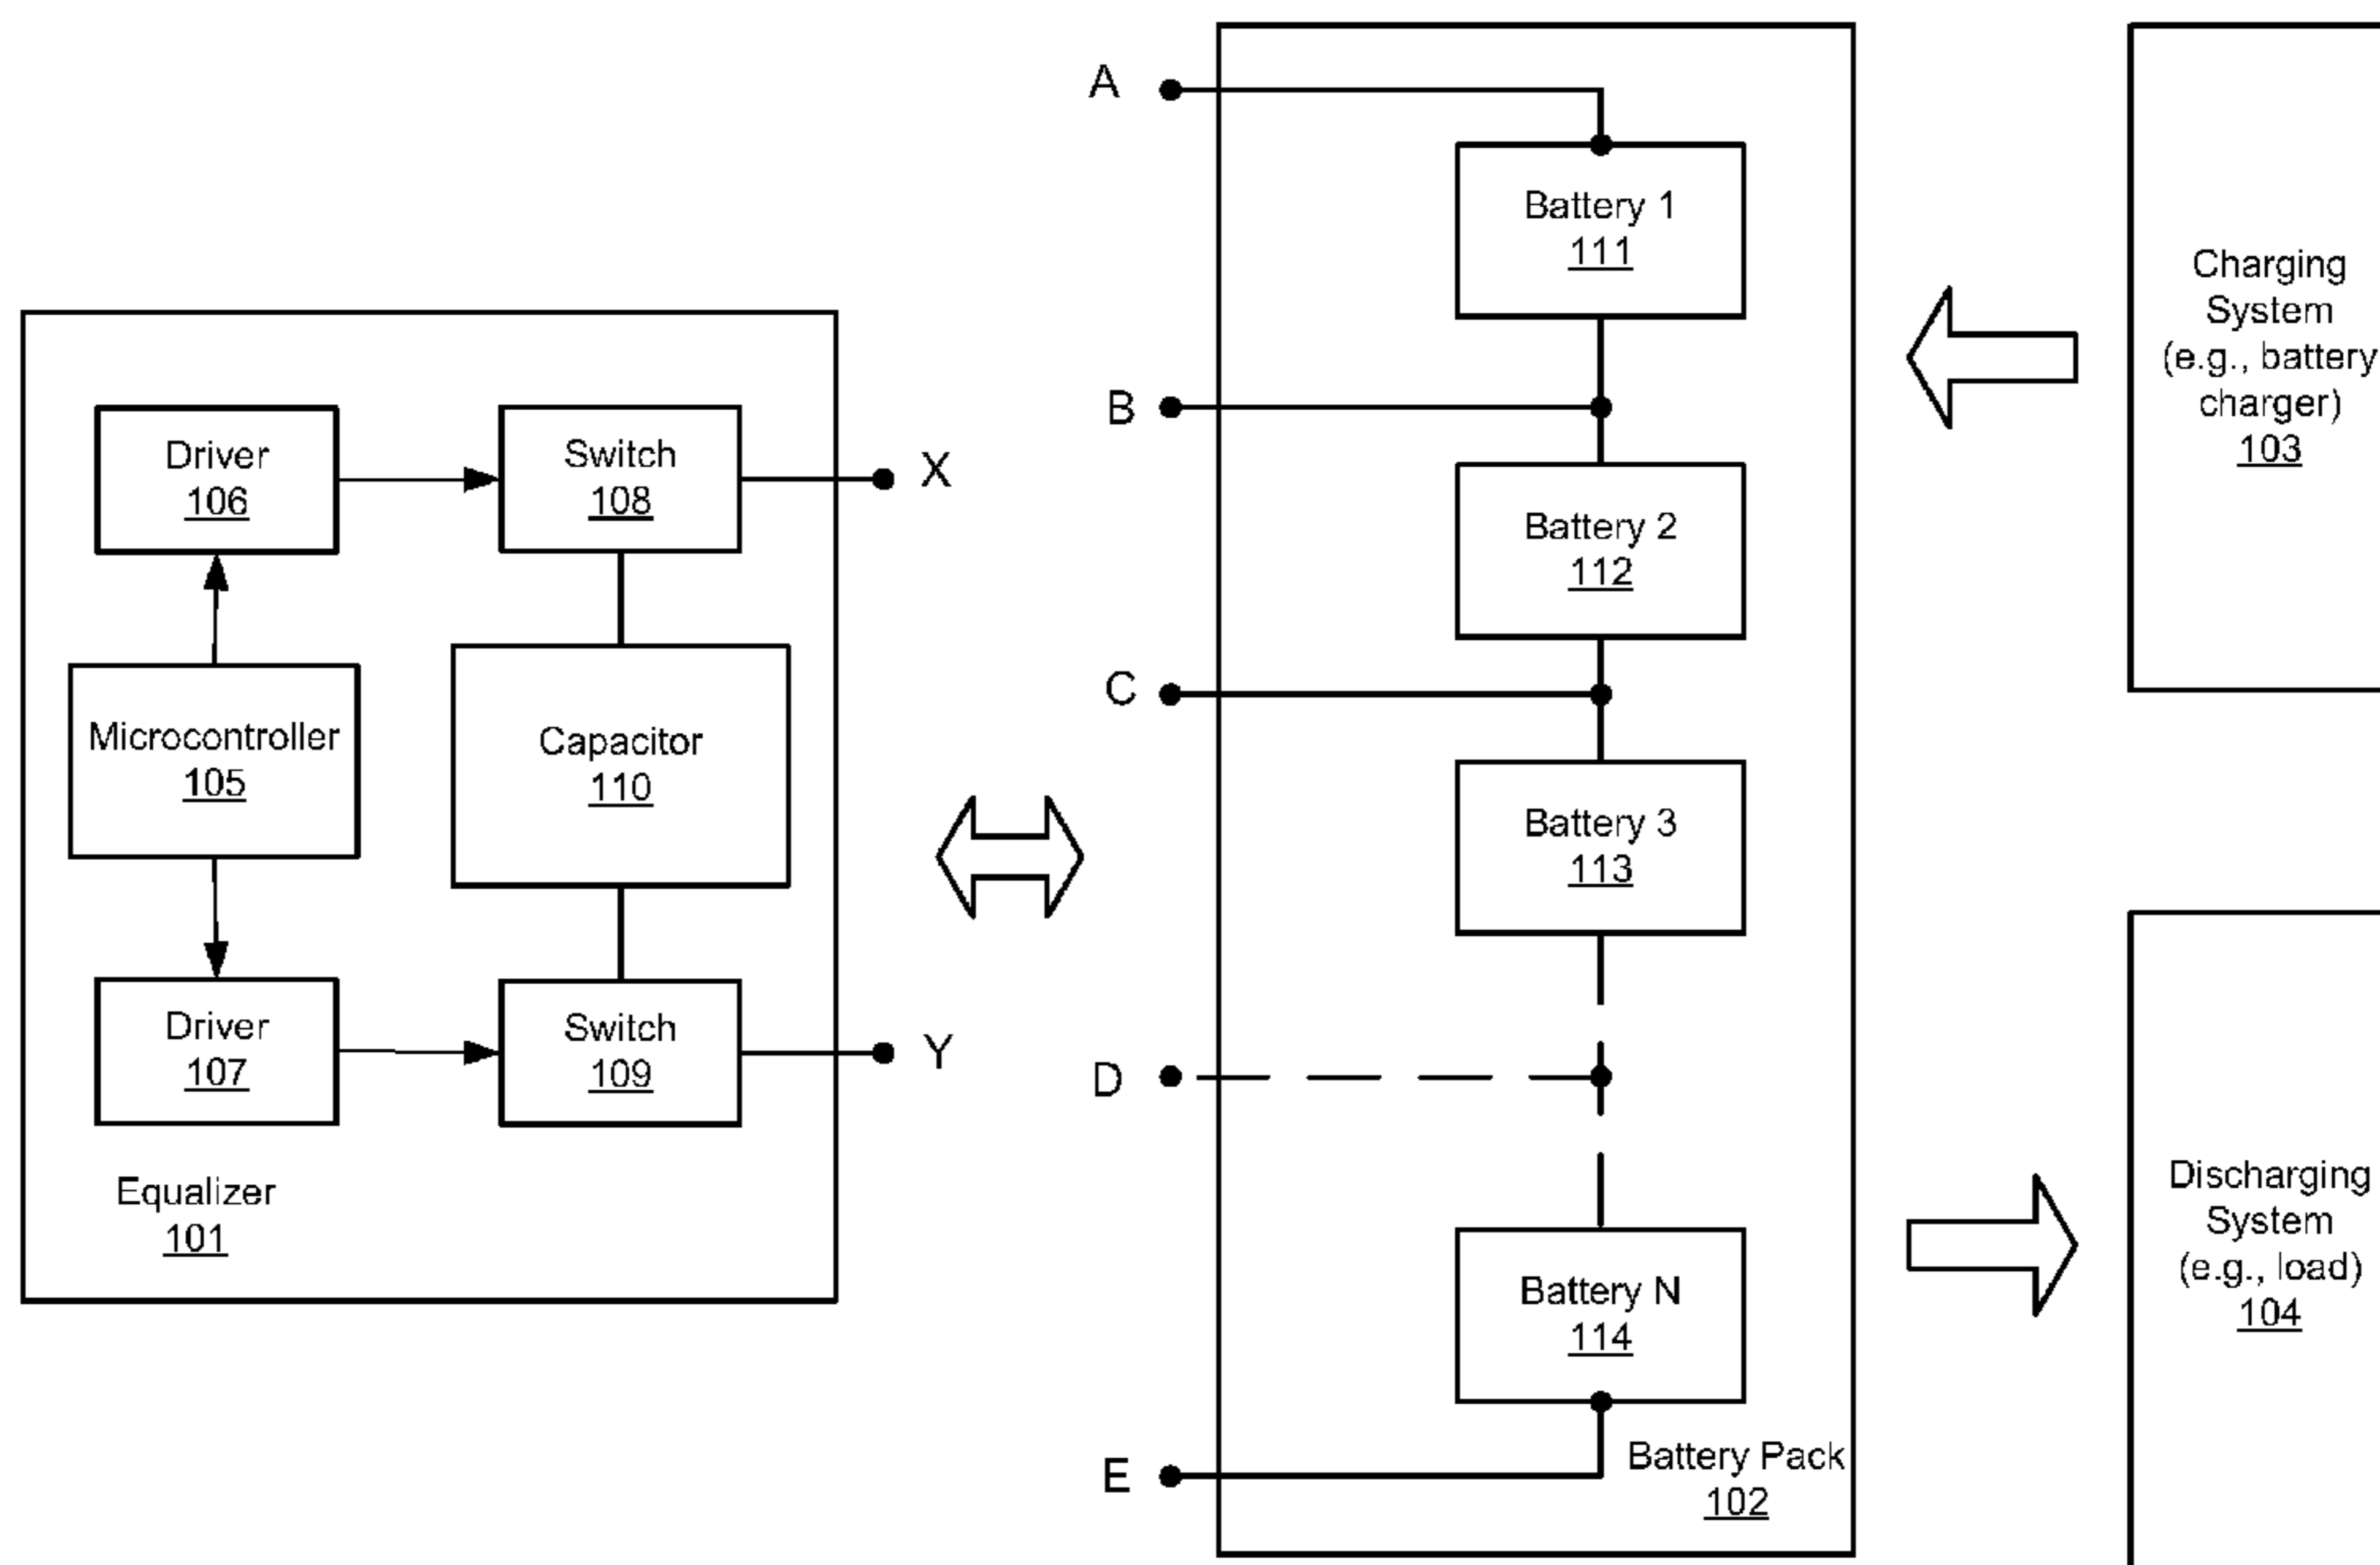 Driver
106
Switch
108
X
Microcontroller
105
Capacitor
110
Driver
107
Switch
109
Y
Equalizer
101
A
B
C
D
E
Battery 1
111
Battery 2
112
Battery 3
113
Battery N
114
Battery Pack
102
Charging
System
(e.g., battery
charger)
103
Discharging
System
(e.g., load)
104